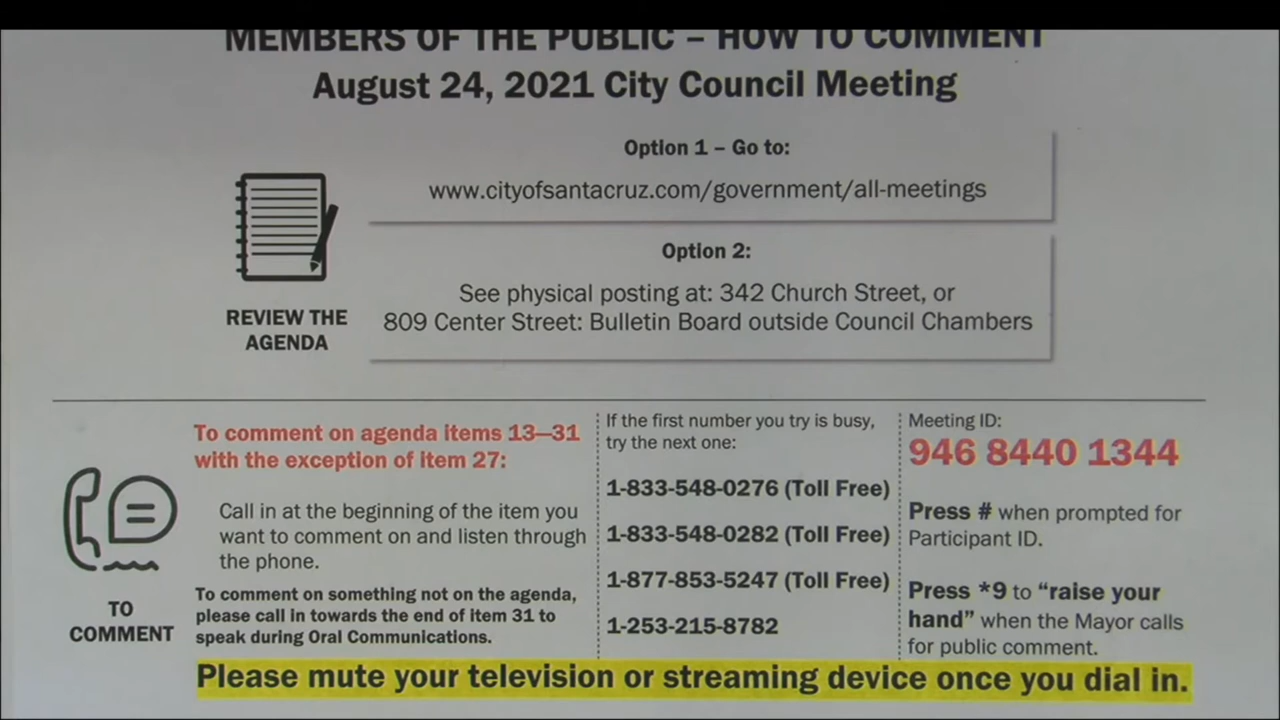 MEMBERS OF THE PUBLIC – HOW TO COMMENT
August 24, 2021 City Council Meeting
Option 1 – Go to:
www.cityofsantacruz.com/government/all-meetings
REVIEW THE
AGENDA
Option 2:
See physical posting at: 342 Church Street, or
809 Center Street: Bulletin Board outside Council Chambers
TO
COMMENT
To comment on agenda items 13—31
with the exception of item 27:
Call in at the beginning of the item you
want to comment on and listen through
the phone.
To comment on something not on the agenda,
please call in towards the end of item 31 to
speak during Oral Communications.
If the first number you try is busy,
try the next one:
1-833-548-0276 (Toll Free)
1-833-548-0282 (Toll Free)
1-877-853-5247 (Toll Free)
1-253-215-8782
Meeting ID:
946 8440 1344
Press # when prompted for
Participant ID.
Press *9 to “raise your
hand” when the Mayor calls
for public comment.
Please mute your television or streaming device once you dial in.